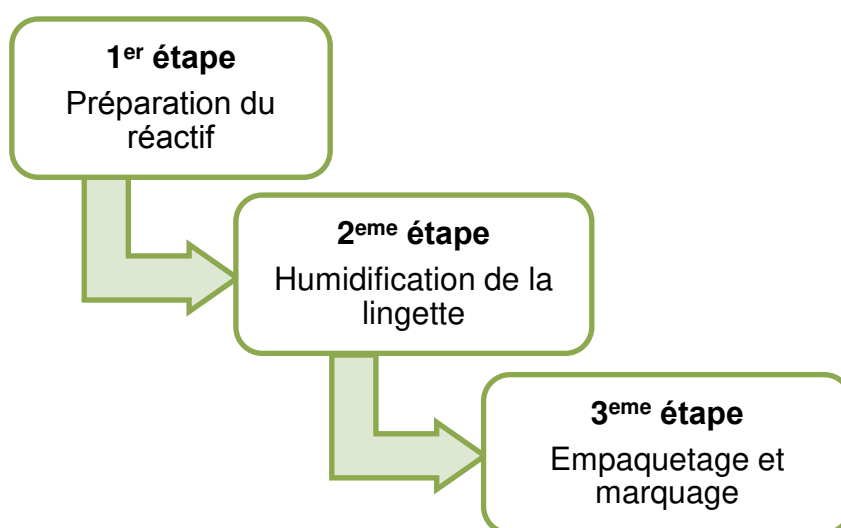 1er étape
Préparation du
réactif
2eme étape
Humidification de la
lingette
3eme étape
Empaquetage et
marquage